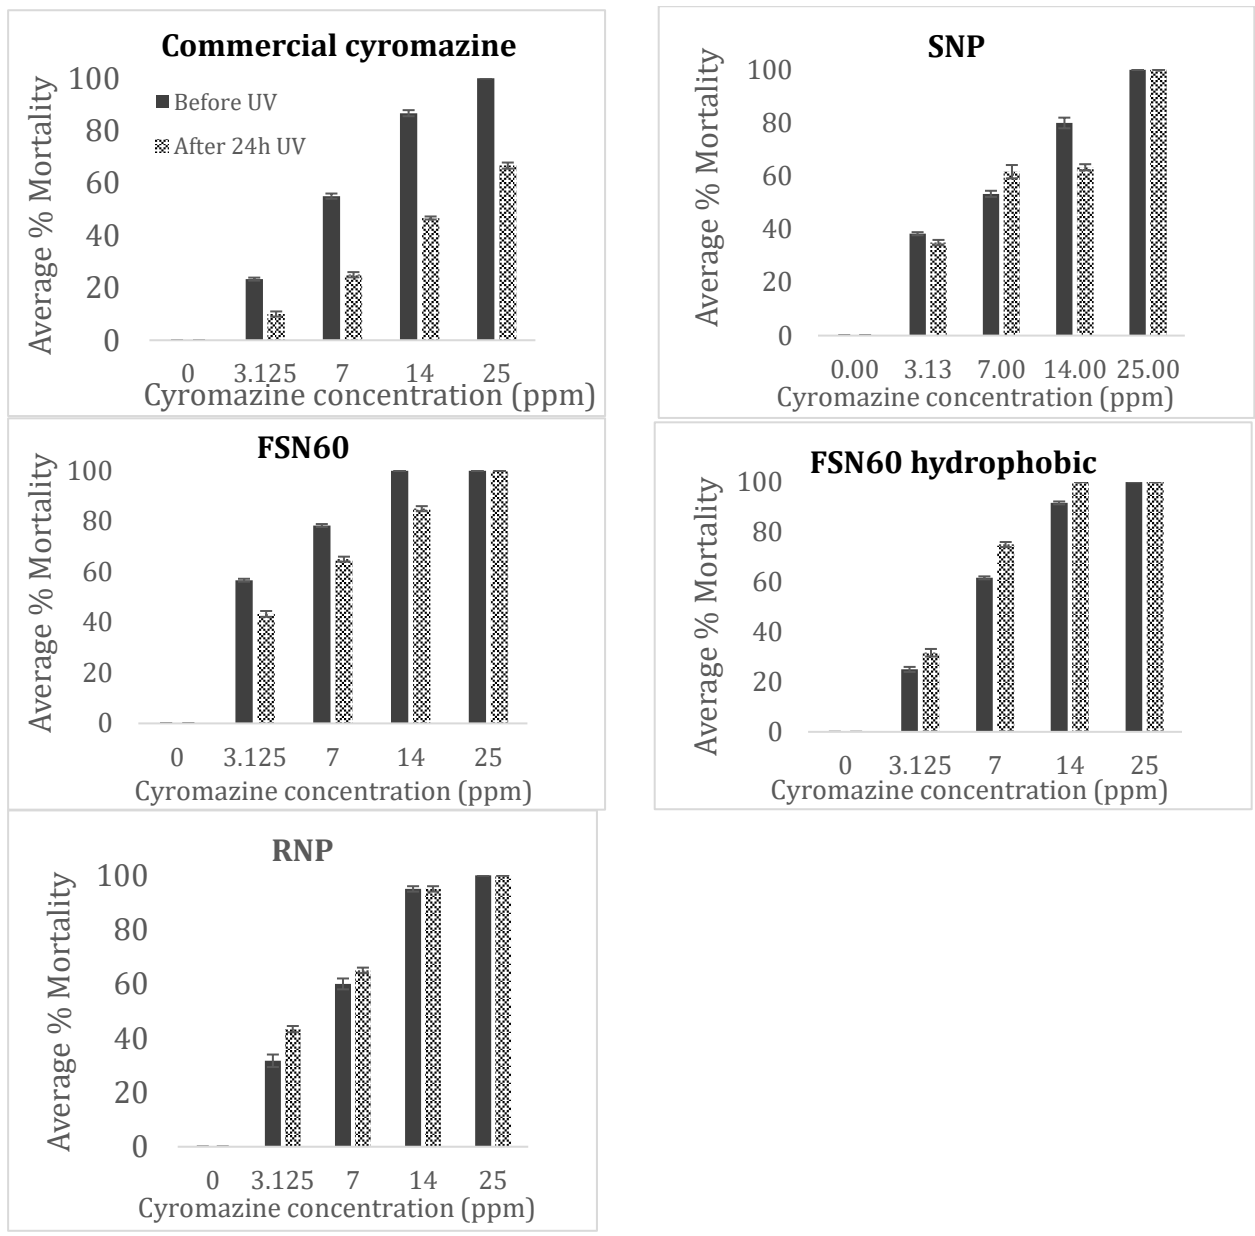 Commercial cyromazine
Average % Mortality
100
80
60
40
20
0
Before UV
After 24h UV
0 3.125 7 14 25
Cyromazine concentration (ppm)
SNP
Average % Mortality
100
80
60
40
20
0
0.00 3.13 7.00 14.00 25.00
Cyromazine concentration (ppm)
FSN60
Average % Mortality
100
80
60
40
20
0
0 3.125 7 14 25
Cyromazine concentration (ppm)
FSN60 hydrophobic
Average % Mortality
100
80
60
40
20
0
0 3.125 7 14 25
Cyromazine concentration (ppm)
RNP
Average % Mortality
100
80
60
40
20
0
0 3.125 7 14 25
Cyromazine concentration (ppm)